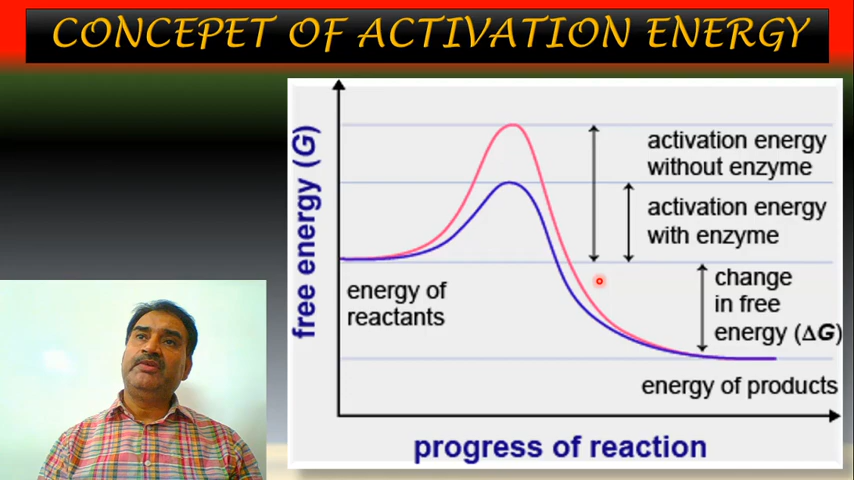 CONCEPET OF ACTIVATION ENERGY
free energy (G)
activation energy
without enzyme
activation energy
with enzyme
energy of
reactants
change
in free
energy (ΔG)
energy of products
progress of reaction